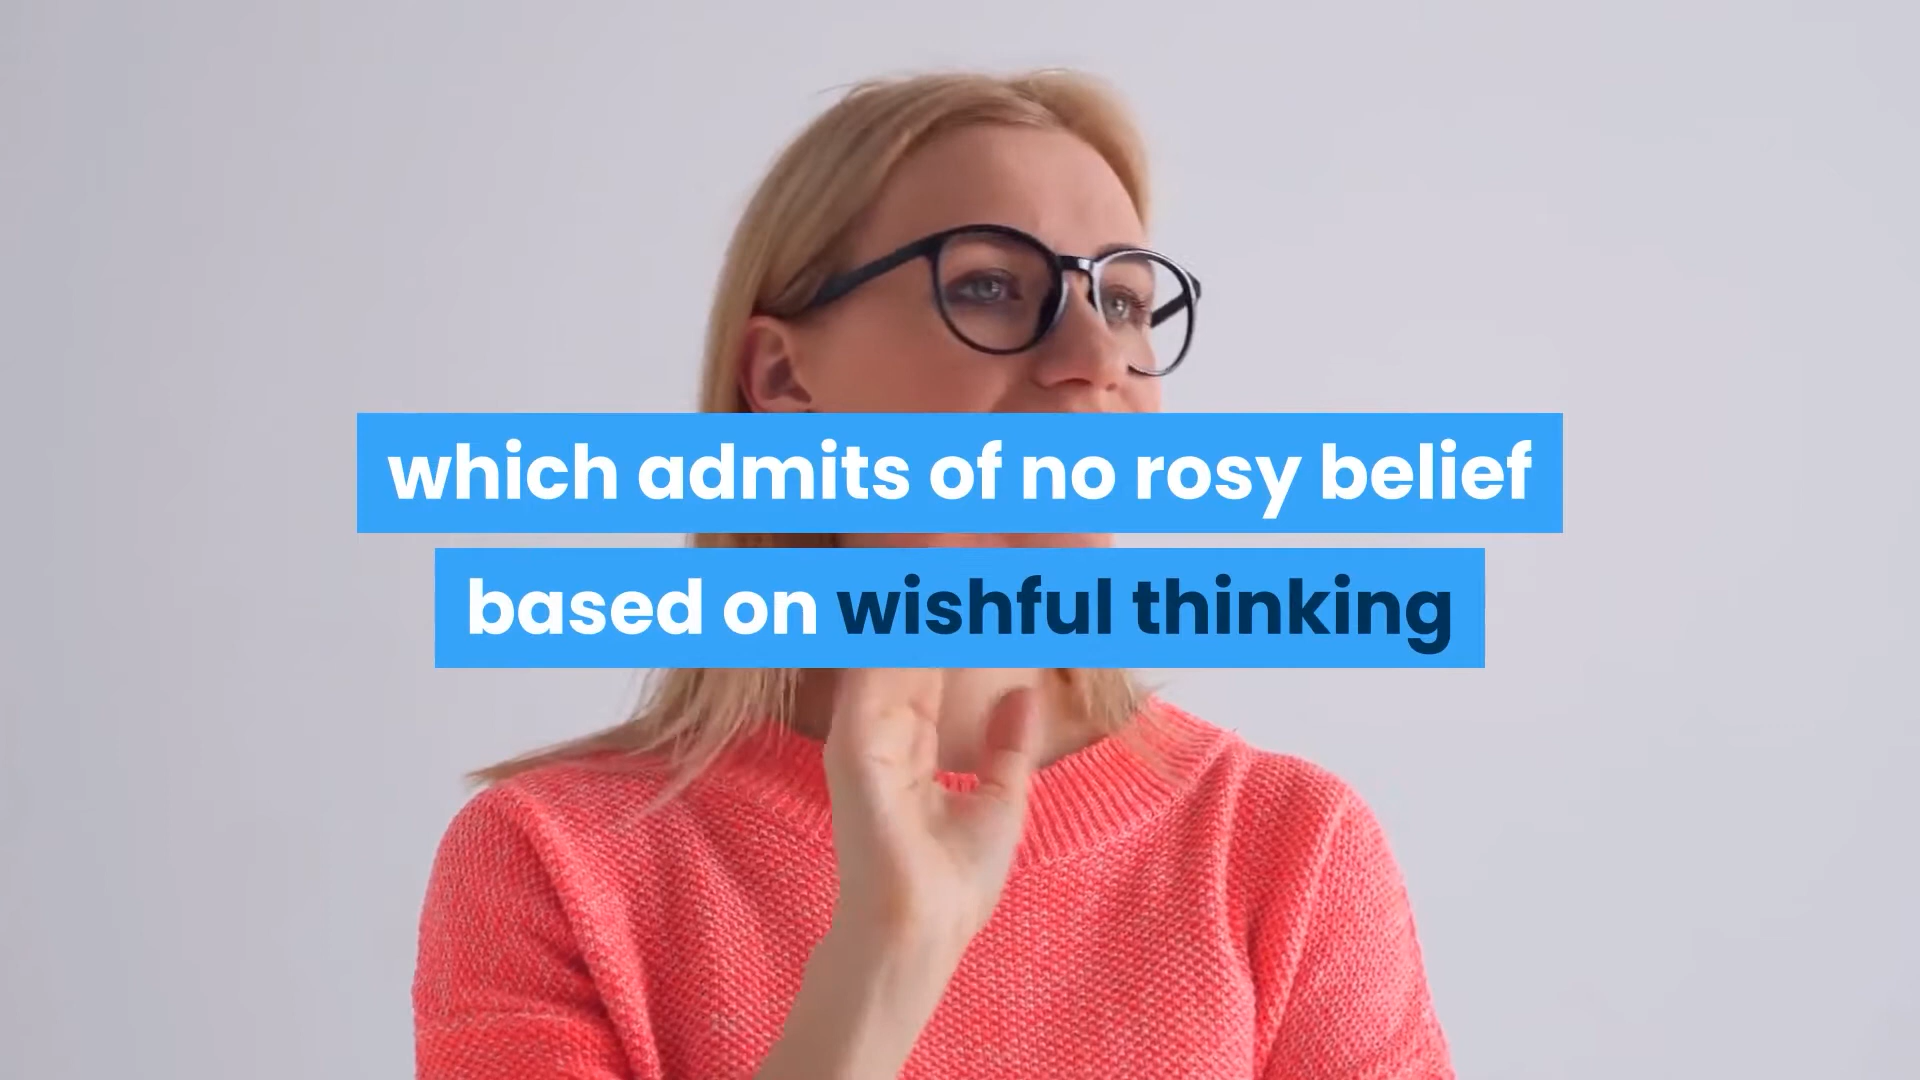 which admits of no rosy belief
based on wishful thinking